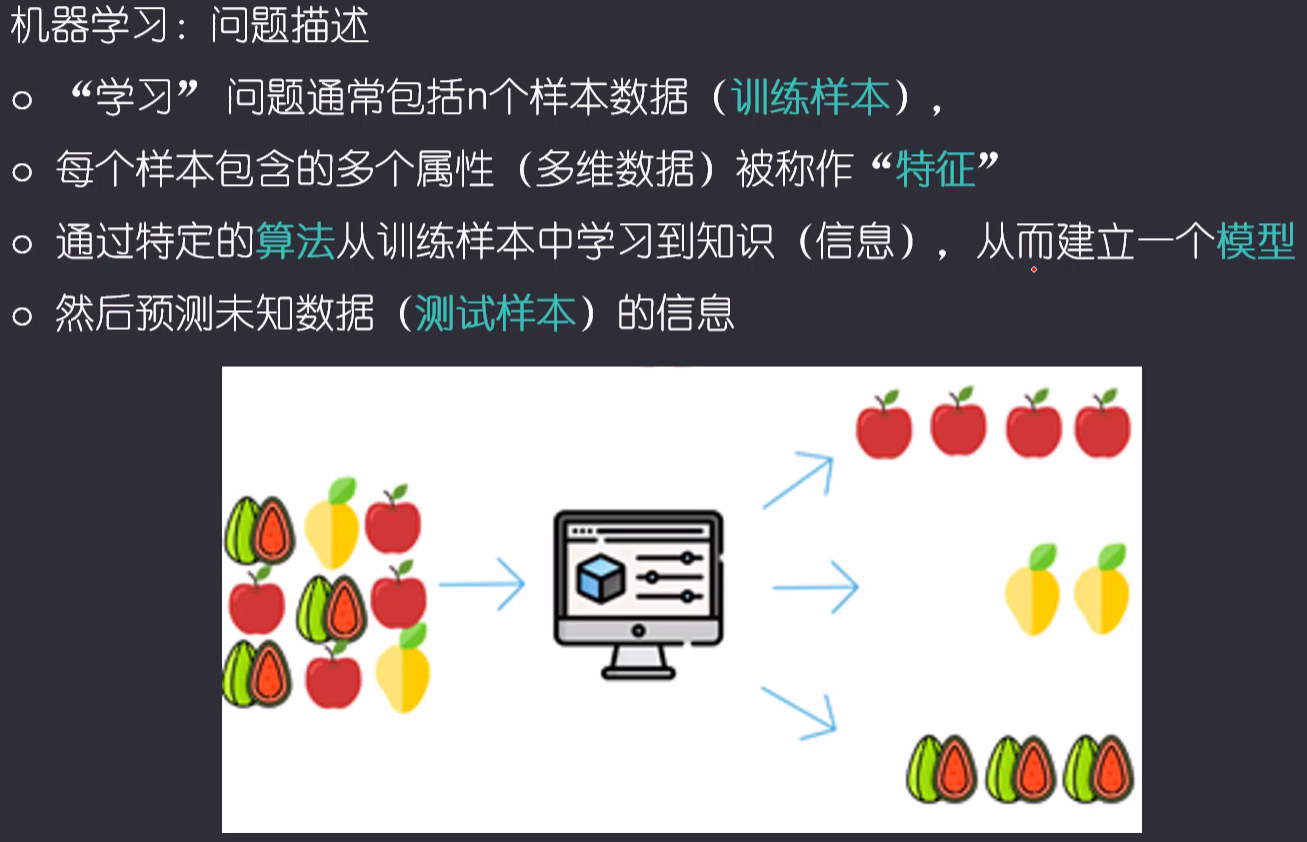 机器学习：问题描述
○ “学习” 问题通常包括n个样本数据（训练样本），
○ 每个样本包含的多个属性（多维数据）被称作“特征”
○ 通过特定的算法从训练样本中学习到知识（信息），从而建立一个模型
○ 然后预测未知数据（测试样本）的信息